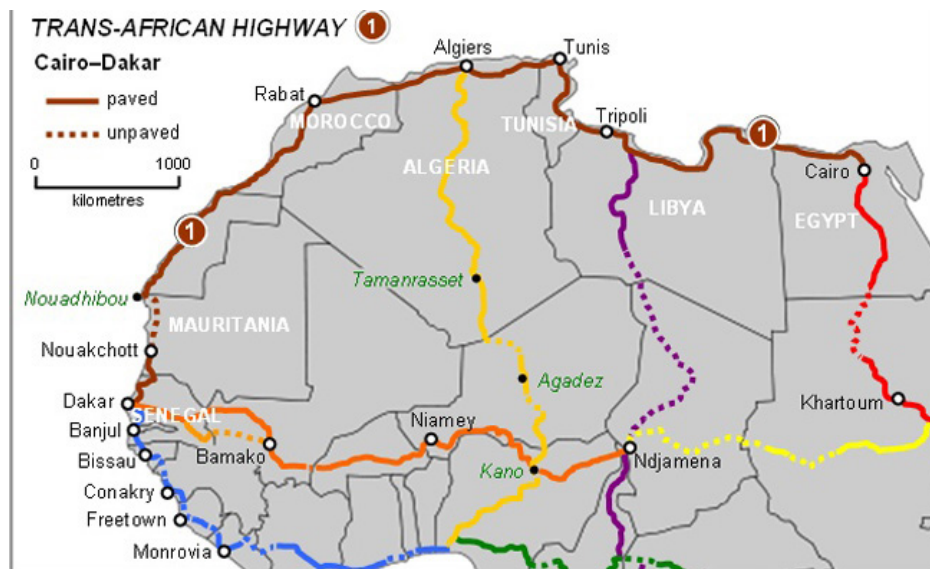 TRANS-AFRICAN HIGHWAY 1
Cairo–Dakar
paved
unpaved
0 1000
kilometres
Algiers
Tunis
Rabat
MOROCCO
TUNISIA
Tripoli
1
ALGERIA
Cairo
LIBYA
EGYPT
1
Tamanrasset
Nouadhibou
MAURITANIA
Nouakchott
Agadez
Dakar
SENEGAL
Khartoum
Niamey
Banjul
Bamako
Ndjamena
Bissau
Kano
Conakry
Freetown
Monrovia